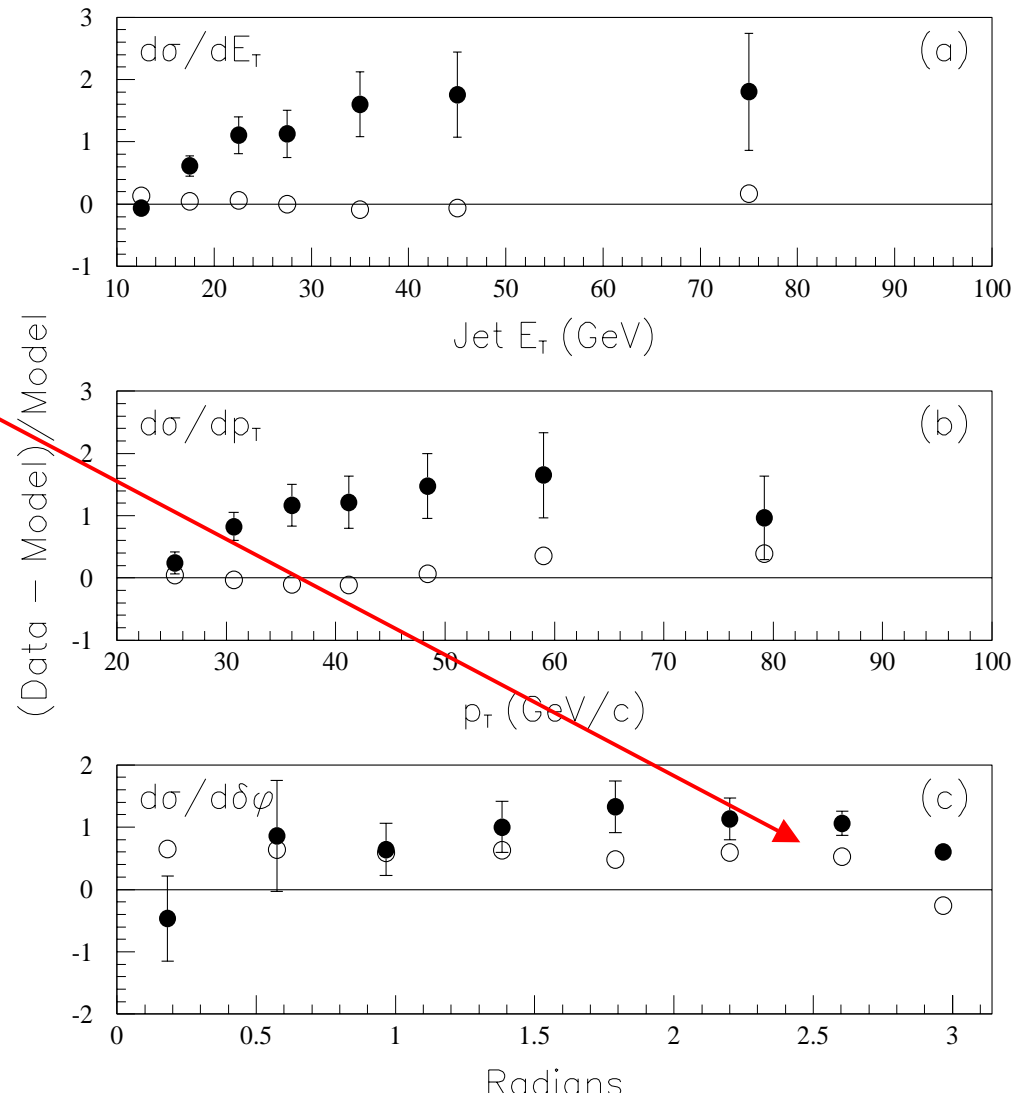 dσ/dE_T (a)
3
2
1
0
-1
10 20 30 40 50 60 70 80 90 100
Jet E_T (GeV)
(Data − Model)/Model
dσ/dp_T (b)
3
2
1
0
-1
20 30 40 50 60 70 80 90 100
p_T (GeV/c)
dσ/dδφ (c)
2
1
0
-1
-2
0 0.5 1 1.5 2 2.5 3
Radians